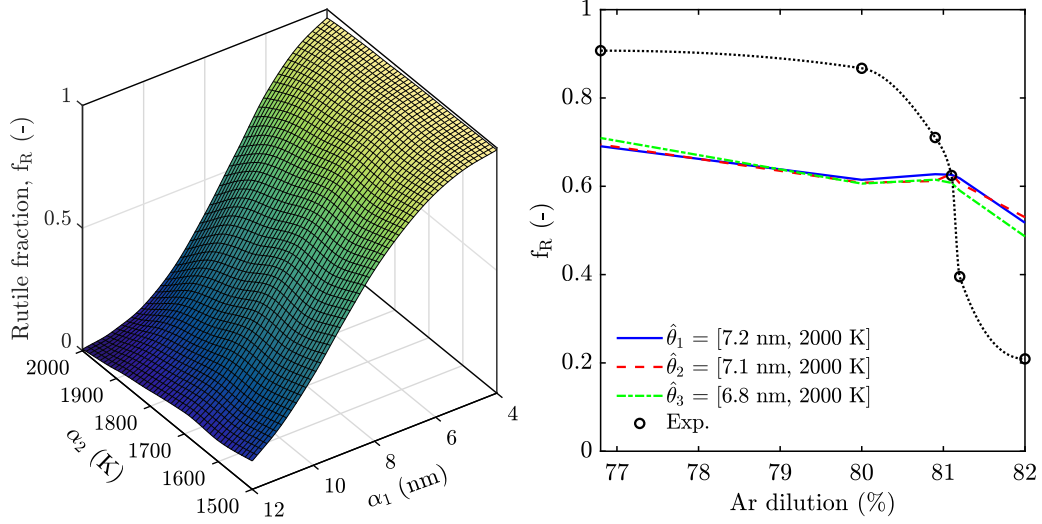 Rutile fraction, f_R (-)
1
0.5
0
2000
1900
1800
1700
1600
1500
α_2 (K)
12
10
8
6
4
α_1 (nm)
f_R (-)
1
0.8
0.6
0.4
0.2
0
77
78
79
80
81
82
Ar dilution (%)
θ̂_1 = [7.2 nm, 2000 K]
θ̂_2 = [7.1 nm, 2000 K]
θ̂_3 = [6.8 nm, 2000 K]
Exp.